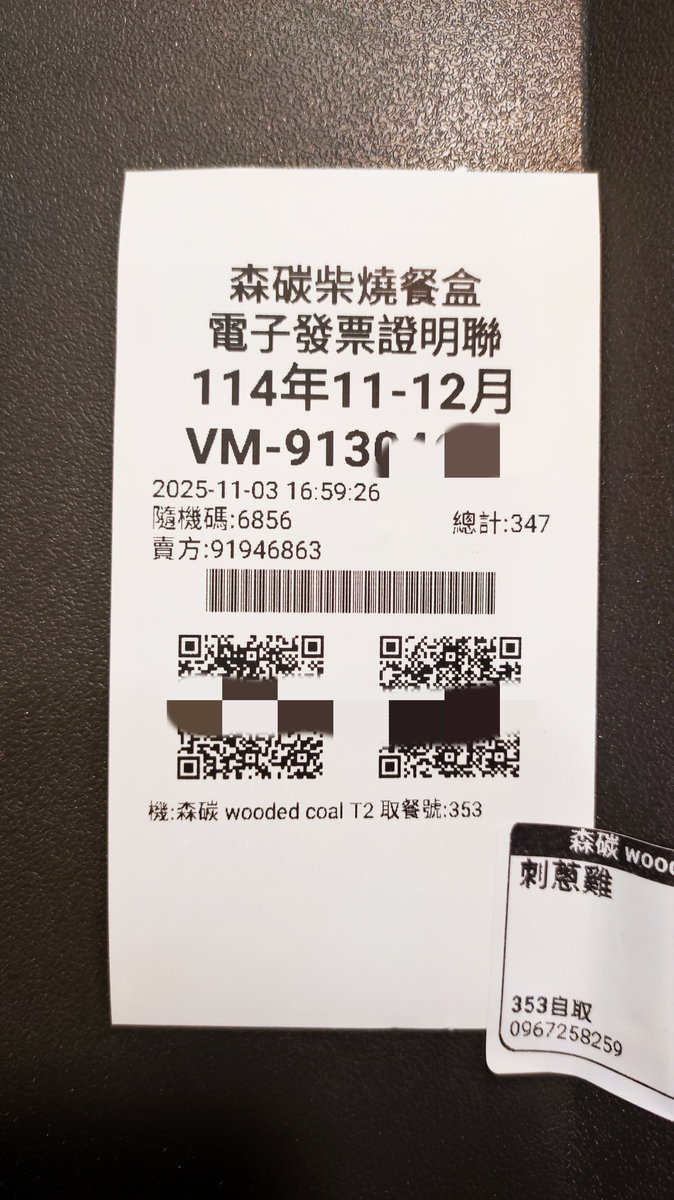 森碳柴燒餐盒
電子發票證明聯
114年11-12月
VM-9130
2025-11-03 16:59:26
隨機碼:6856 總計:347
賣方:91946863
機:森碳 wooded coal T2 取餐號:353
森碳
刺蔥雞
353自取
0967258259